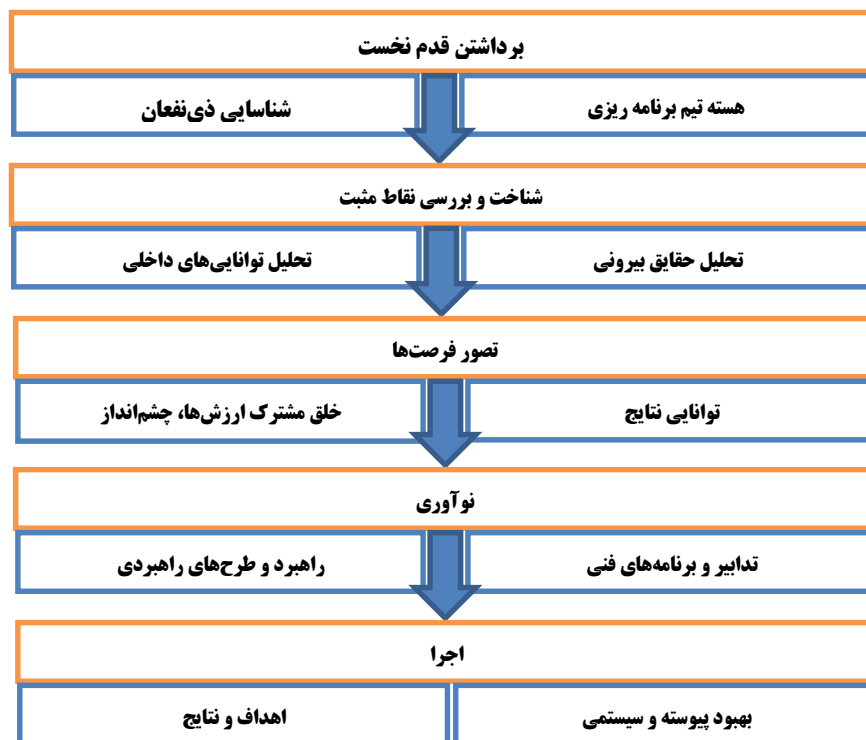 برداشتن قدم نخست
هسته تیم برنامه ریزی
شناسایی ذی‌نفعان
شناخت و بررسی نقاط مثبت
تحلیل حقایق بیرونی
تحلیل توانایی‌های داخلی
تصور فرصت‌ها
توانایی نتایج
خلق مشترک ارزش‌ها، چشم‌انداز
نوآوری
تدابیر و برنامه‌های فنی
راهبرد و طرح‌های راهبردی
اجرا
بهبود پیوسته و سیستمی
اهداف و نتایج